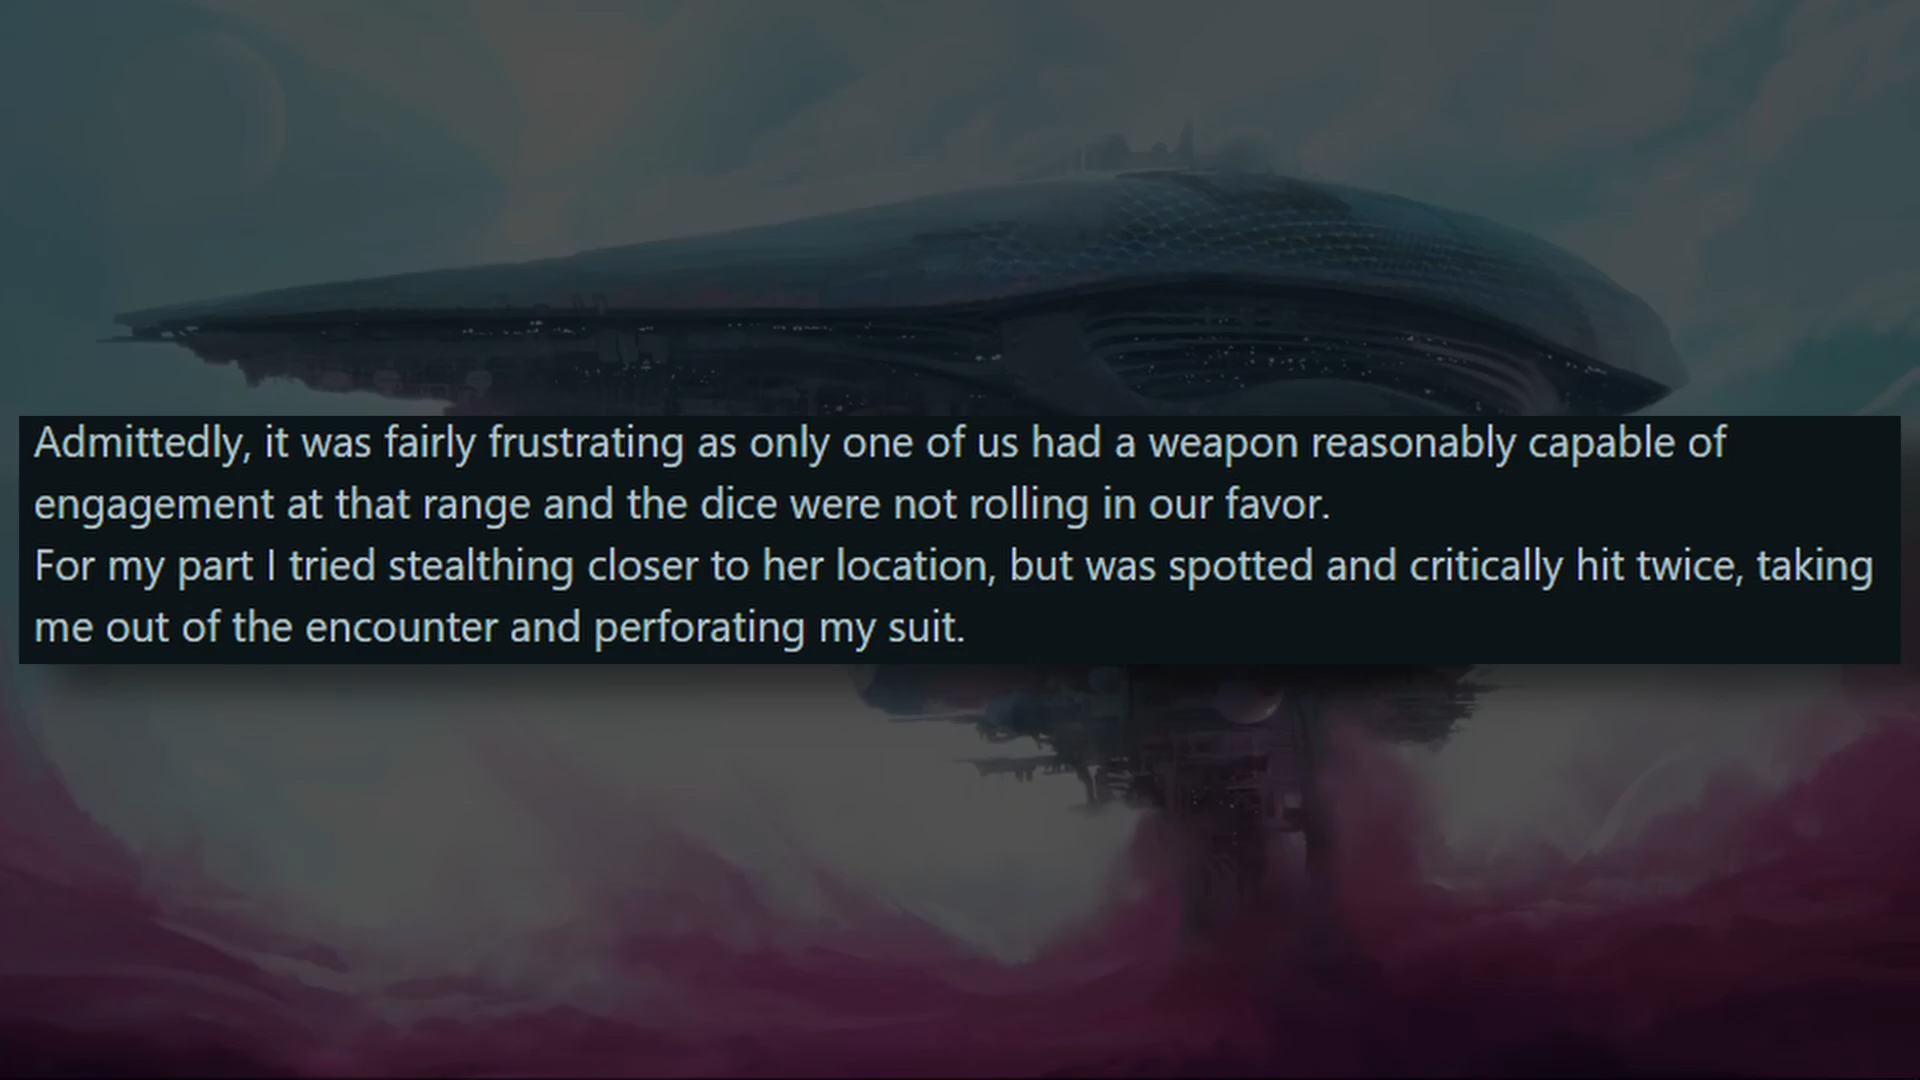 Admittedly, it was fairly frustrating as only one of us had a weapon reasonably capable of
engagement at that range and the dice were not rolling in our favor.
For my part I tried stealthing closer to her location, but was spotted and critically hit twice, taking
me out of the encounter and perforating my suit.